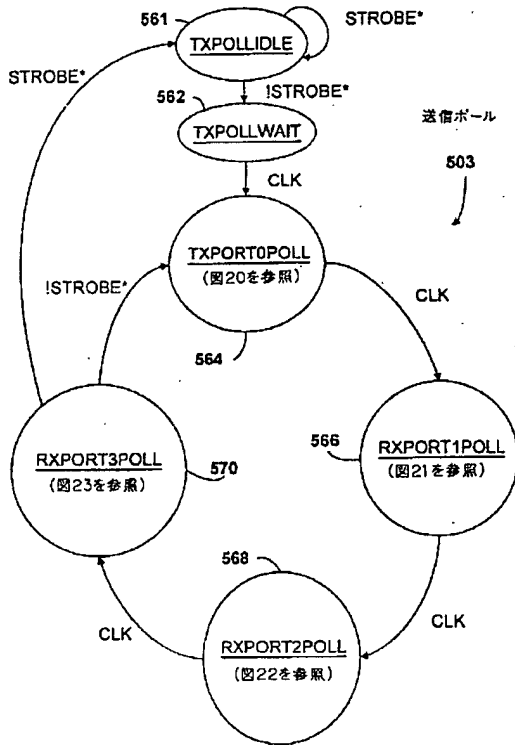 561
STROBE*
TXPOLLIDLE
STROBE*
!STROBE*
562
TXPOLLWAIT
送信ポール
503
CLK
TXPORT0POLL
(図20を参照)
!STROBE*
CLK
564
RXPORT3POLL
(図23を参照)
570
566
RXPORT1POLL
(図21を参照)
568
CLK
CLK
RXPORT2POLL
(図22を参照)